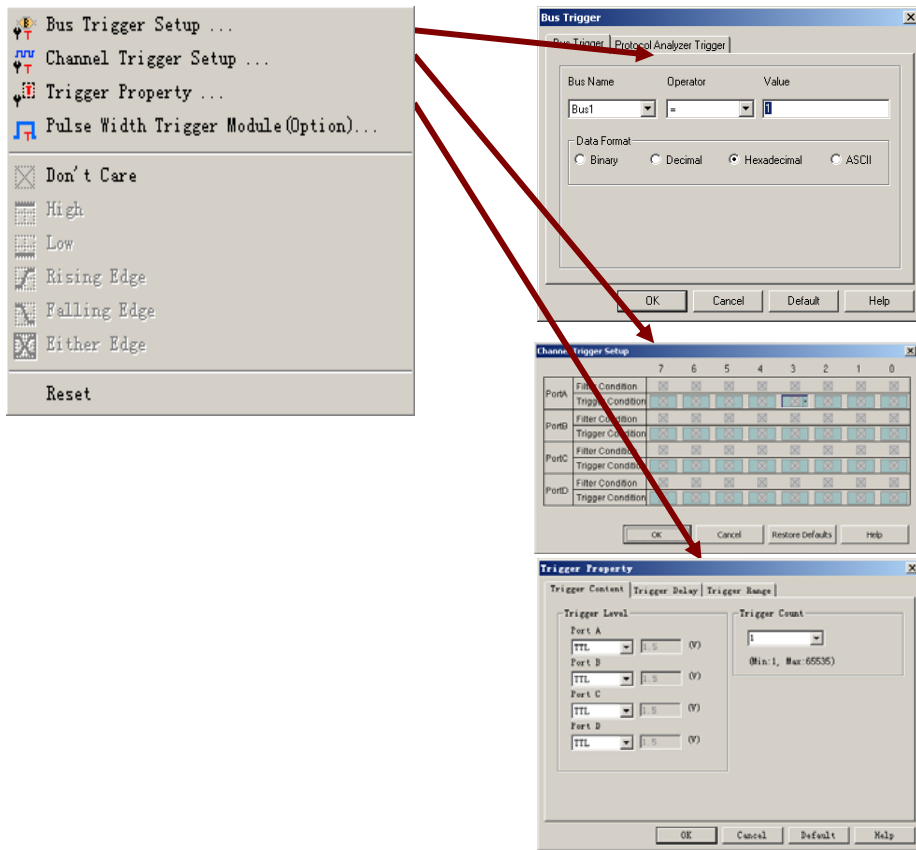 Bus Trigger Setup ...
Channel Trigger Setup ...
Trigger Property ...
Pulse Width Trigger Module(Option)...
Don't Care
High
Low
Rising Edge
Falling Edge
Either Edge
Reset
Bus Trigger
Bus Trigger Protocol Analyzer Trigger
Bus Name Operator Value
Bus1 = 1
Data Format
Binary Decimal Hexadecimal ASCII
OK Cancel Default Help
Channel Trigger Setup
7 6 5 4 3 2 1 0
PortA Filter Condition
Trigger Condition
PortB Filter Condition
Trigger Condition
PortC Filter Condition
Trigger Condition
PortD Filter Condition
Trigger Condition
OK Cancel Restore Defaults Help
Trigger Property
Trigger Content Trigger Delay Trigger Range
Trigger Level Trigger Count
Port A
TTL 1.5 (V) 1
Port B (Min:1, Max:65535)
TTL 1.5 (V)
Port C
TTL 1.5 (V)
Port D
TTL 1.5 (V)
OK Cancel Default Help